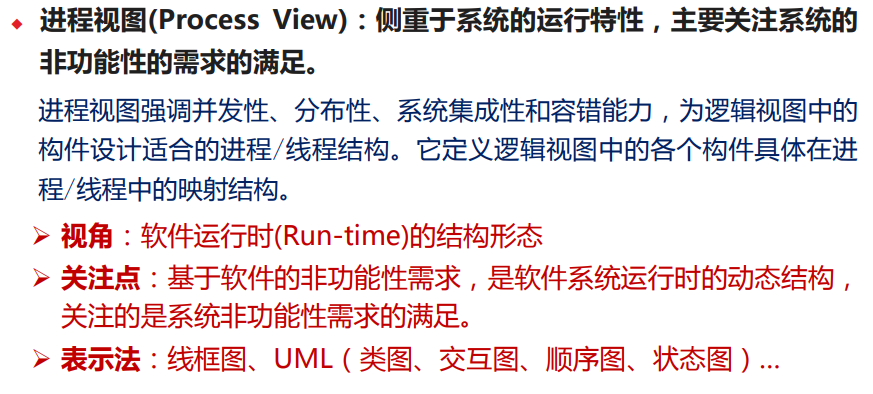 进程视图(Process View)：侧重于系统的运行特性，主要关注系统的
非功能性的需求的满足。
进程视图强调并发性、分布性、系统集成性和容错能力，为逻辑视图中的
构件设计适合的进程/线程结构。它定义逻辑视图中的各个构件具体在进
程/线程中的映射结构。
视角：软件运行时(Run-time)的结构形态
关注点：基于软件的非功能性需求，是软件系统运行时的动态结构，
关注的是系统非功能性需求的满足。
表示法：线框图、UML（类图、交互图、顺序图、状态图）...